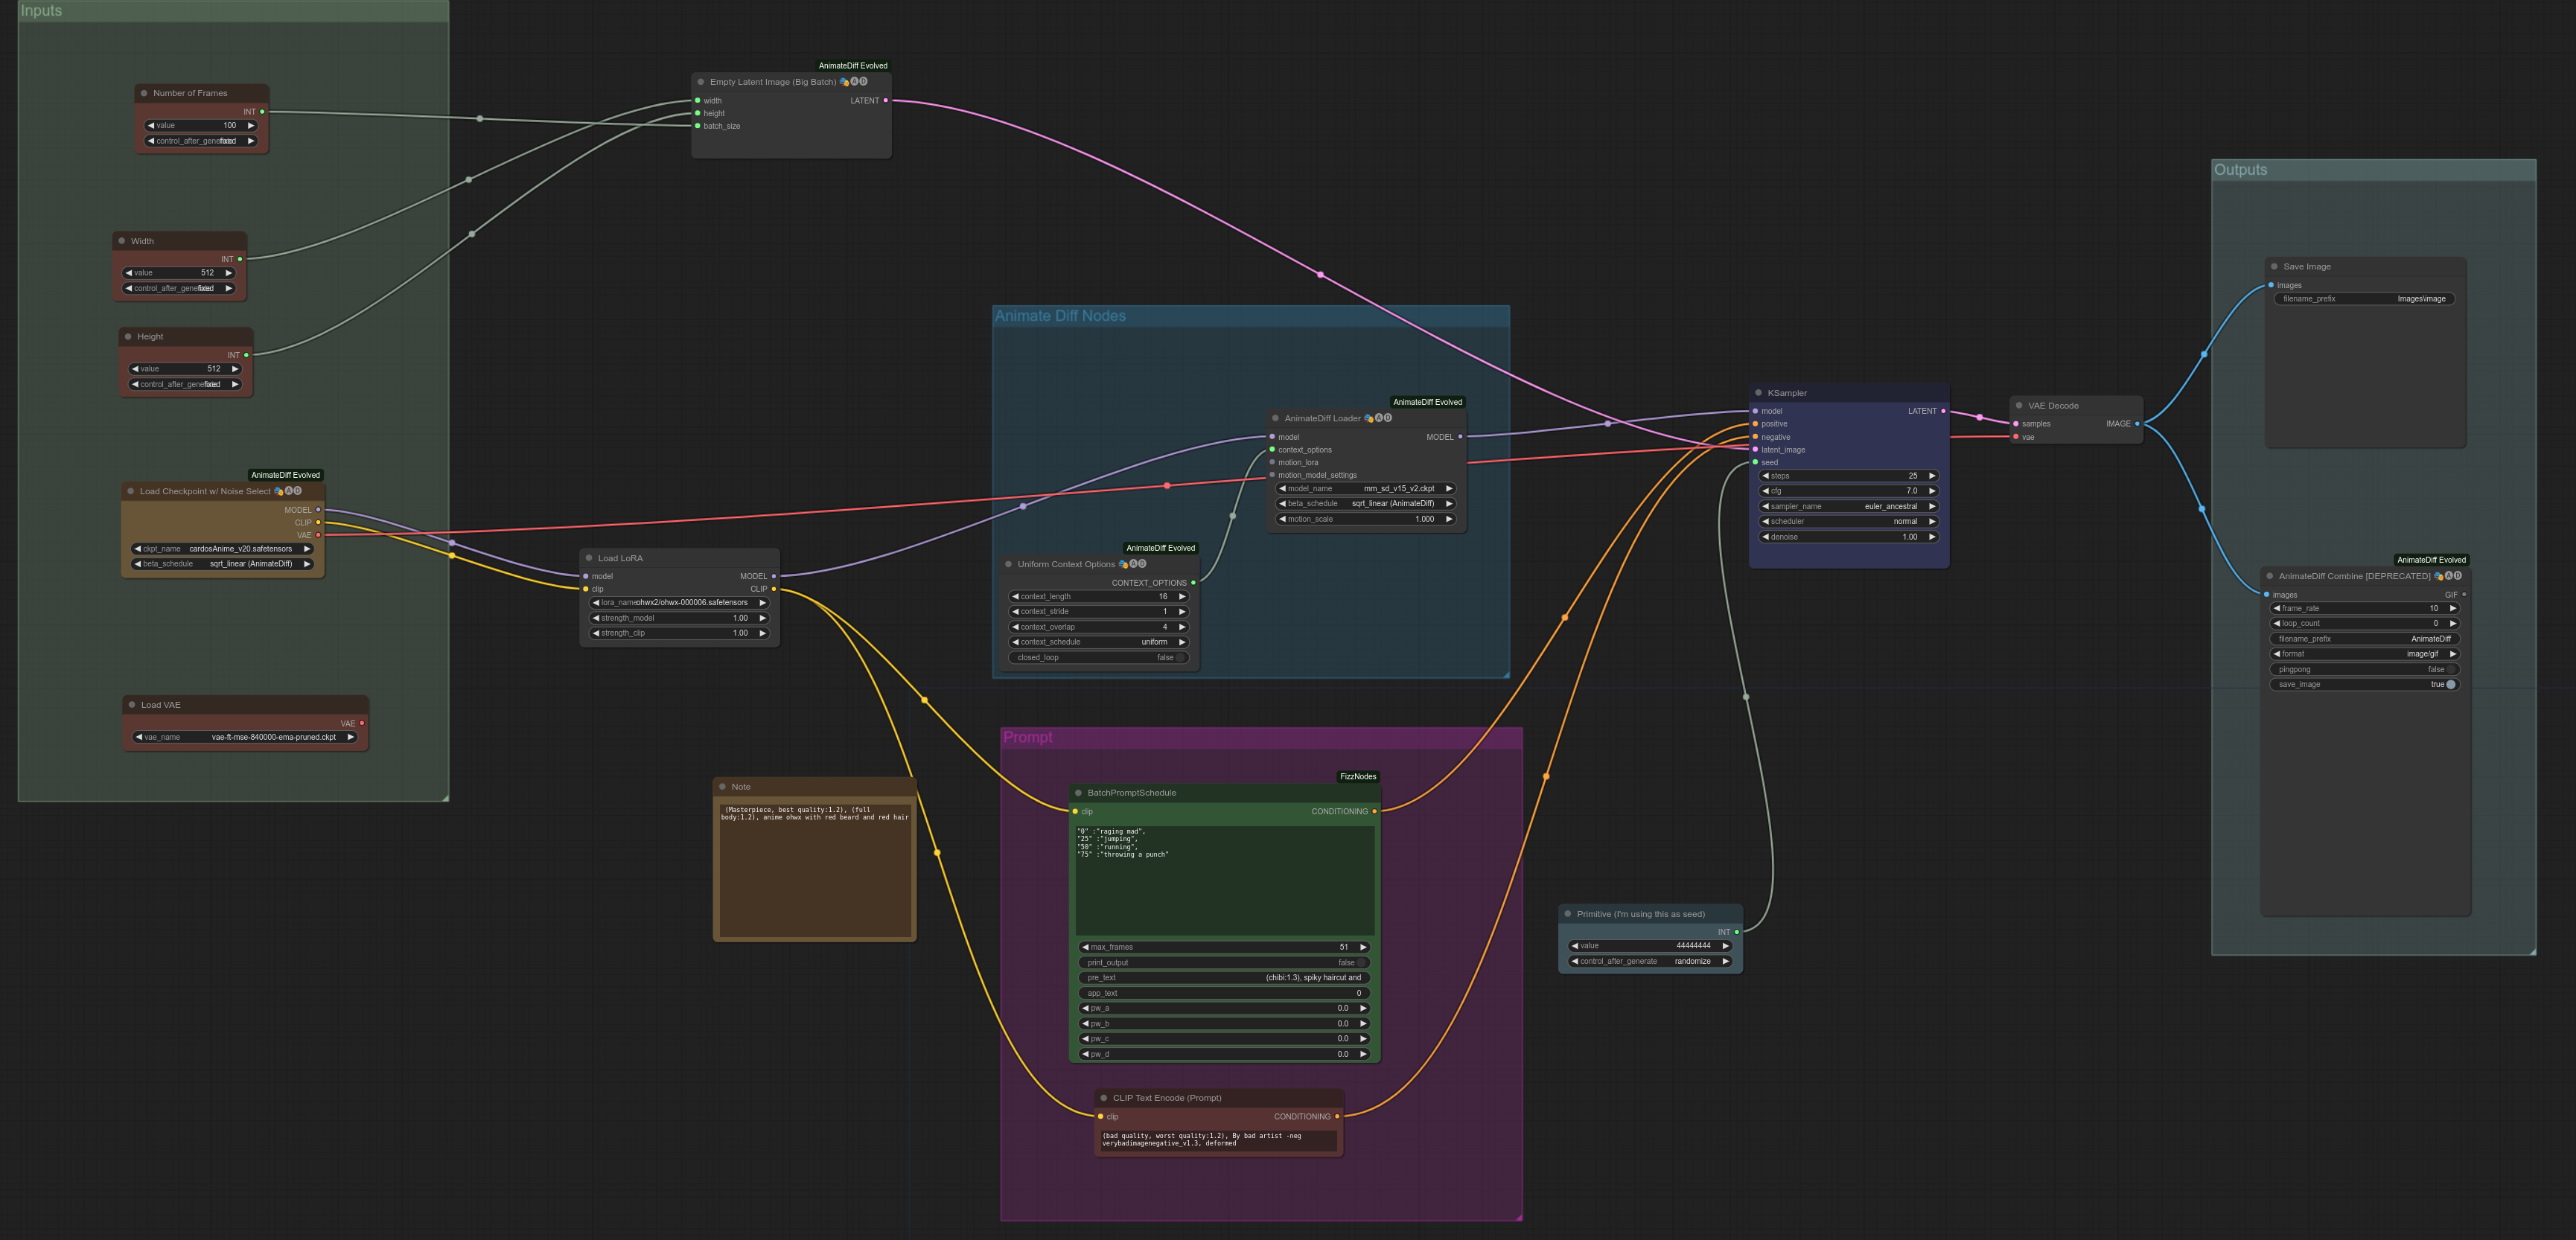 Inputs
Number of Frames
INT
value 100
control_after_generate fixed
Width
INT
value 512
control_after_generate fixed
Height
INT
value 512
control_after_generate fixed
AnimateDiff Evolved
Load Checkpoint w/ Noise Select 🎭🅐🅓
MODEL
CLIP
VAE
ckpt_name cardosAnime_v20.safetensors
beta_schedule sqrt_linear (AnimateDiff)
Load VAE
VAE
vae_name vae-ft-mse-840000-ema-pruned.ckpt
AnimateDiff Evolved
Empty Latent Image (Big Batch) 🎭🅐🅓
width LATENT
height
batch_size
Load LoRA
model MODEL
clip CLIP
lora_name ohwx2/ohwx-000006.safetensors
strength_model 1.00
strength_clip 1.00
Note
(Masterpiece, best quality:1.2), (full
body:1.2), anime ohwx with red beard and red hair
Animate Diff Nodes
AnimateDiff Evolved
AnimateDiff Loader 🎭🅐🅓
model MODEL
context_options
motion_lora
motion_model_settings
model_name mm_sd_v15_v2.ckpt
beta_schedule sqrt_linear (AnimateDiff)
motion_scale 1.000
AnimateDiff Evolved
Uniform Context Options 🎭🅐🅓
CONTEXT_OPTIONS
context_length 16
context_stride 1
context_overlap 4
context_schedule uniform
closed_loop false
Prompt
FizzNodes
BatchPromptSchedule
clip CONDITIONING
"0" :"raging mad",
"25" :"jumping",
"50" :"running",
"75" :"throwing a punch"
max_frames 51
print_output false
pre_text (chibi:1.3), spiky haircut and
app_text 0
pw_a 0.0
pw_b 0.0
pw_c 0.0
pw_d 0.0
CLIP Text Encode (Prompt)
clip CONDITIONING
(bad quality, worst quality:1.2), By bad artist -neg
verybadimagenegative_v1.3, deformed
KSampler
model LATENT
positive
negative
latent_image
seed
steps 25
cfg 7.0
sampler_name euler_ancestral
scheduler normal
denoise 1.00
Primitive (I'm using this as seed)
INT
value 44444444
control_after_generate randomize
VAE Decode
samples IMAGE
vae
Outputs
Save Image
images
filename_prefix Images\image
AnimateDiff Evolved
AnimateDiff Combine [DEPRECATED] 🎭🅐🅓
images GIF
frame_rate 10
loop_count 0
filename_prefix AnimateDiff
format image/gif
pingpong false
save_image true